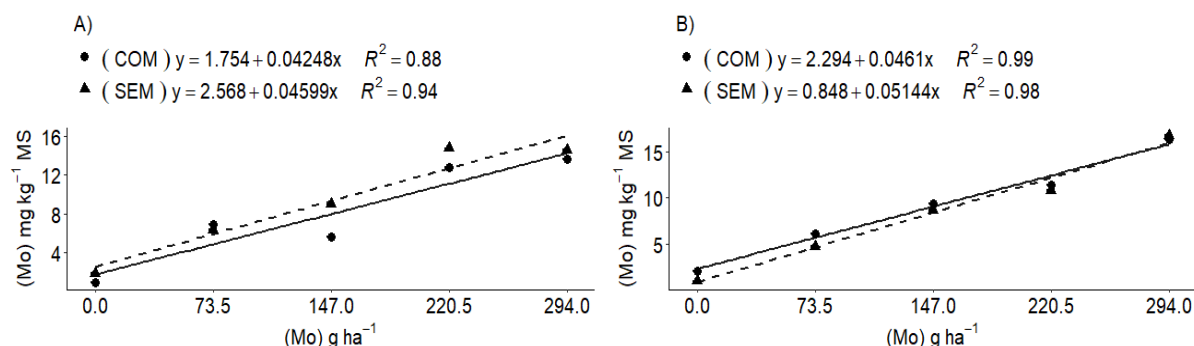 A)
● ( COM ) y = 1.754 + 0.04248x R² = 0.88
▲ ( SEM ) y = 2.568 + 0.04599x R² = 0.94
(Mo) mg kg⁻¹ MS
16
12
8
4
0.0 73.5 147.0 220.5 294.0
(Mo) g ha⁻¹
B)
● ( COM ) y = 2.294 + 0.0461x R² = 0.99
▲ ( SEM ) y = 0.848 + 0.05144x R² = 0.98
(Mo) mg kg⁻¹ MS
15
10
5
0.0 73.5 147.0 220.5 294.0
(Mo) g ha⁻¹